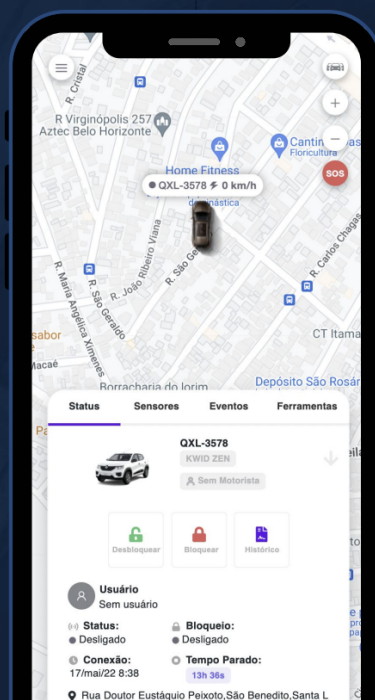 R. Cristal
R Virginópolis 257
Aztec Belo Horizonte
Home Fitness
Floricultura
SOS
QXL-3578 0 km/h
R. João Ribeiro Viana
R. São Ge
R. Carlos Chagas
R. São Geraldo
R. Maria Angélica Ximenes
sabor
Macaé
CT Itama
Borracharia do Jorim
Depósito São Rosár
Status Sensores Eventos Ferramentas
QXL-3578
KWID ZEN
Sem Motorista
Desbloquear Bloquear Histórico
Usuário
Sem usuário
Status: Bloqueio:
Desligado Desligado
Conexão: Tempo Parado:
17/mai/22 8:38 13h 36s
Rua Doutor Eustáquio Peixoto,São Benedito,Santa L